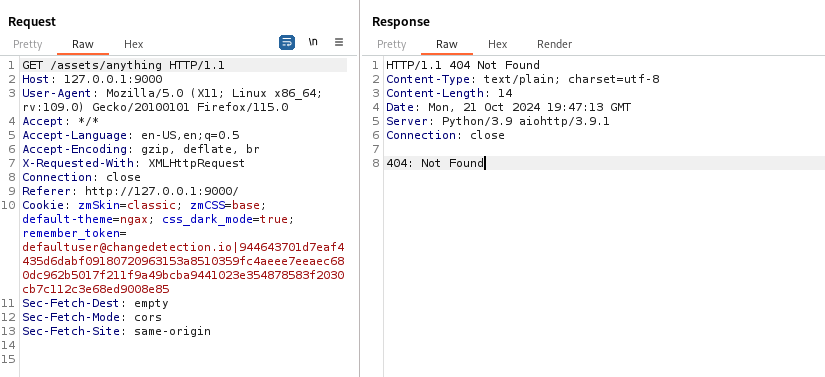 Request
Pretty Raw Hex \n
1 GET /assets/anything HTTP/1.1
2 Host: 127.0.0.1:9000
3 User-Agent: Mozilla/5.0 (X11; Linux x86_64;
rv:109.0) Gecko/20100101 Firefox/115.0
4 Accept: */*
5 Accept-Language: en-US,en;q=0.5
6 Accept-Encoding: gzip, deflate, br
7 X-Requested-With: XMLHttpRequest
8 Connection: close
9 Referer: http://127.0.0.1:9000/
10 Cookie: zmSkin=classic; zmCSS=base;
default-theme=ngax; css_dark_mode=true;
remember_token=
defaultuser@changedetection.io|944643701d7eaf4
435d6dabf09180720963153a8510359fc4aeee7eeaec68
0dc962b5017f211f9a49bcba9441023e354878583f2030
cb7c112c3e68ed9008e85
11 Sec-Fetch-Dest: empty
12 Sec-Fetch-Mode: cors
13 Sec-Fetch-Site: same-origin
14
15
Response
Pretty Raw Hex Render
1 HTTP/1.1 404 Not Found
2 Content-Type: text/plain; charset=utf-8
3 Content-Length: 14
4 Date: Mon, 21 Oct 2024 19:47:13 GMT
5 Server: Python/3.9 aiohttp/3.9.1
6 Connection: close
7
8 404: Not Found